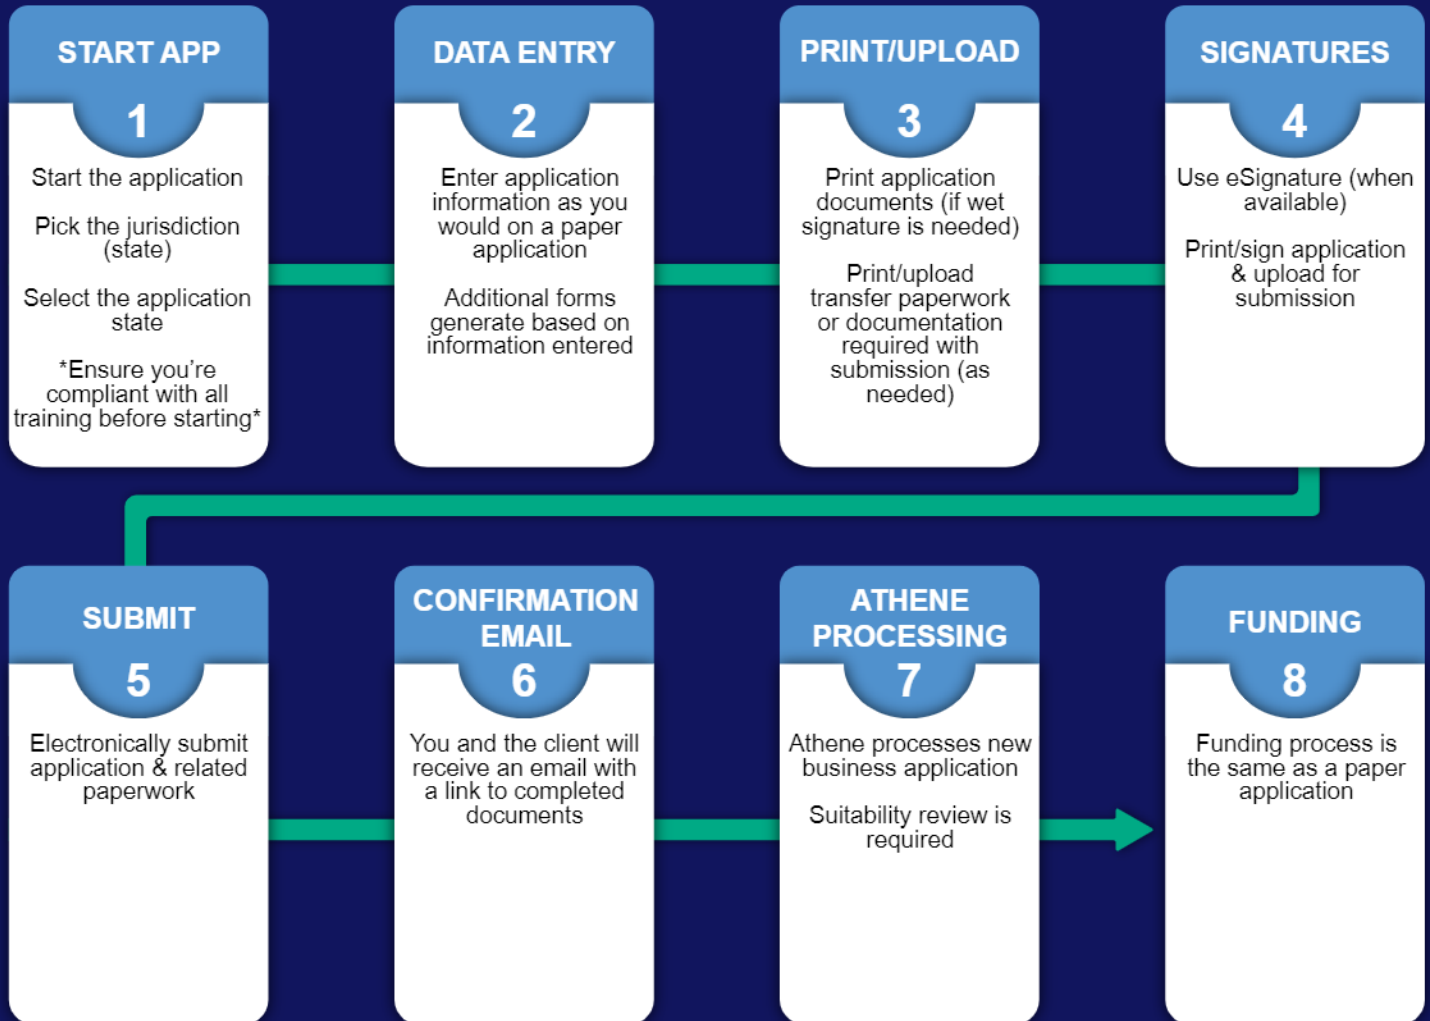 START APP
1
Start the application
Pick the jurisdiction
(state)
Select the application
state
*Ensure you're
compliant with all
training before starting*
DATA ENTRY
2
Enter application
information as you
would on a paper
application
Additional forms
generate based on
information entered
PRINT/UPLOAD
3
Print application
documents (if wet
signature is needed)
Print/upload
transfer paperwork
or documentation
required with
submission (as
needed)
SIGNATURES
4
Use eSignature (when
available)
Print/sign application
& upload for
submission
SUBMIT
5
Electronically submit
application & related
paperwork
CONFIRMATION
EMAIL
6
You and the client will
receive an email with
a link to completed
documents
ATHENE
PROCESSING
7
Athene processes new
business application
Suitability review is
required
FUNDING
8
Funding process is
the same as a paper
application